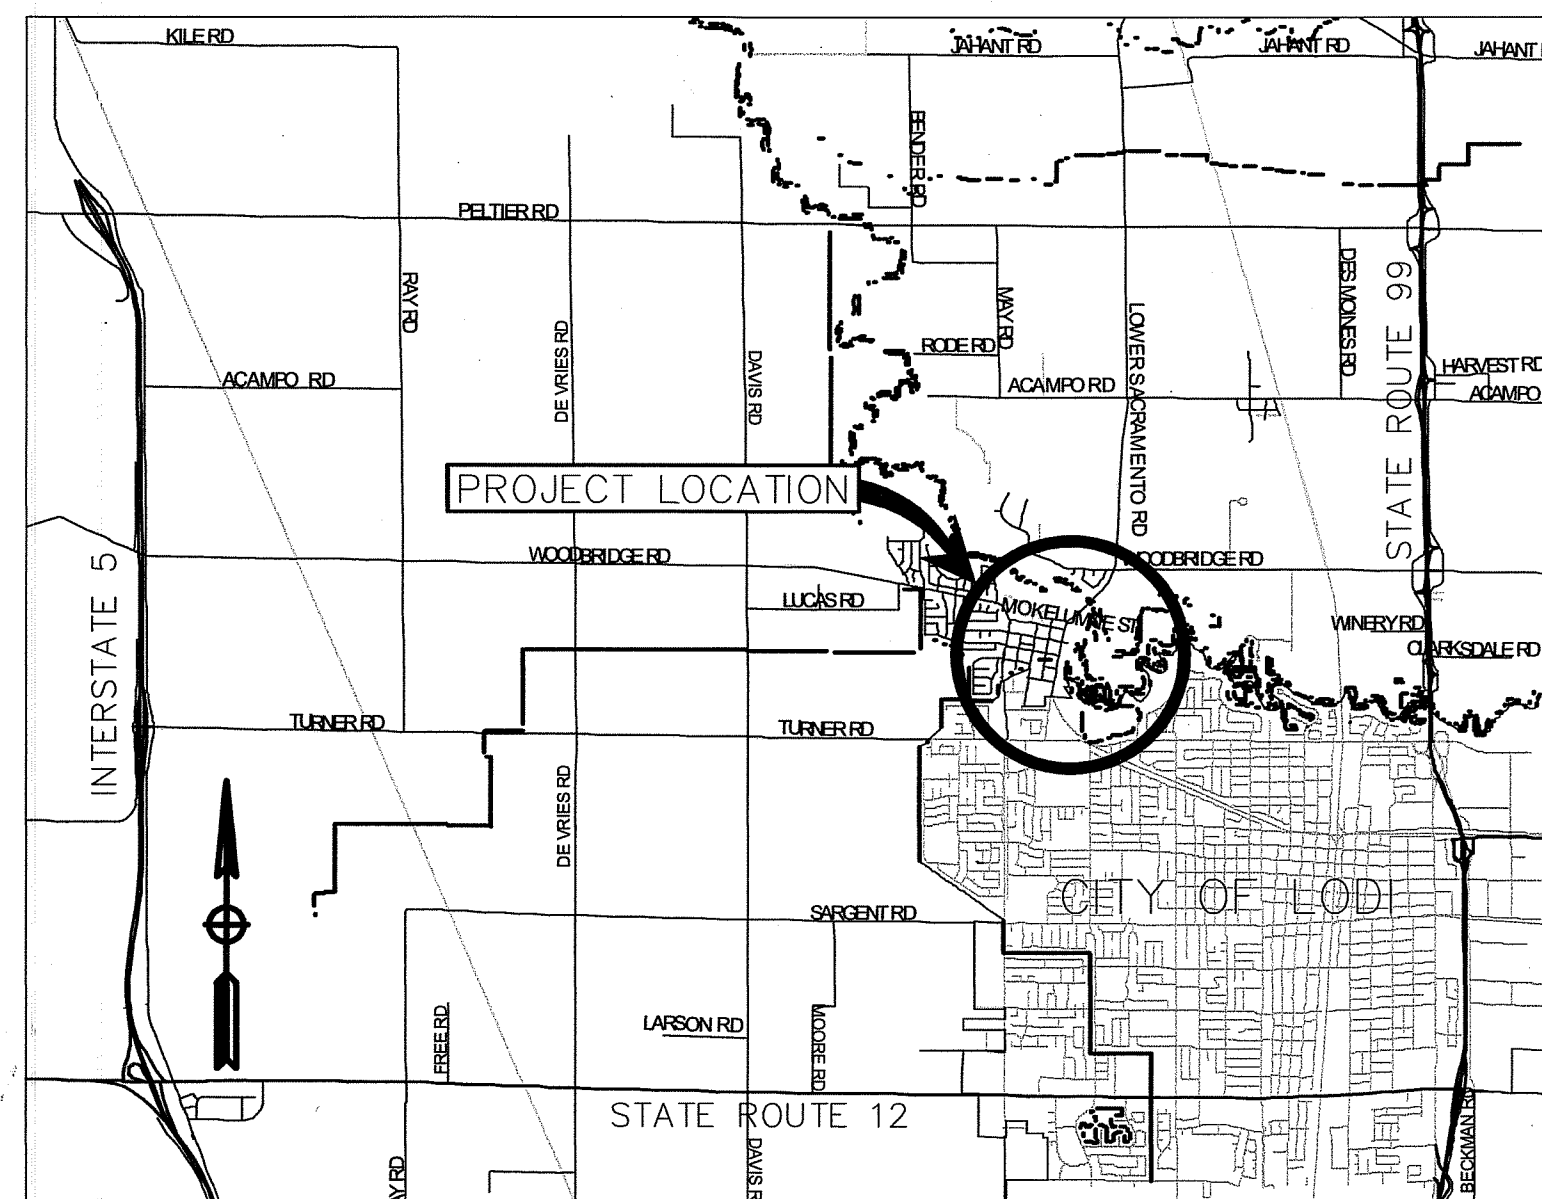 KILE RD
JAHANT RD
JAHANT RD
JAHANT
BENDER RD
PELTIER RD
RAY RD
DES MOINES RD
STATE ROUTE 99
MAY RD
LOWER SACRAMENTO RD
DE VRIES RD
RODE RD
DAVIS RD
HARVEST RD
ACAMPO RD
ACAMPO RD
ACAMPO
PROJECT LOCATION
WOODBRIDGE RD
WOODBRIDGE RD
INTERSTATE 5
LUCAS RD
MOKELUMNE ST
WINERY RD
CLARKSDALE RD
TURNER RD
TURNER RD
DE VRIES RD
CITY OF LODI
SARGENT RD
FREE RD
LARSON RD
MOORE RD
STATE ROUTE 12
BECKMAN RD
AY RD
DAVIS R